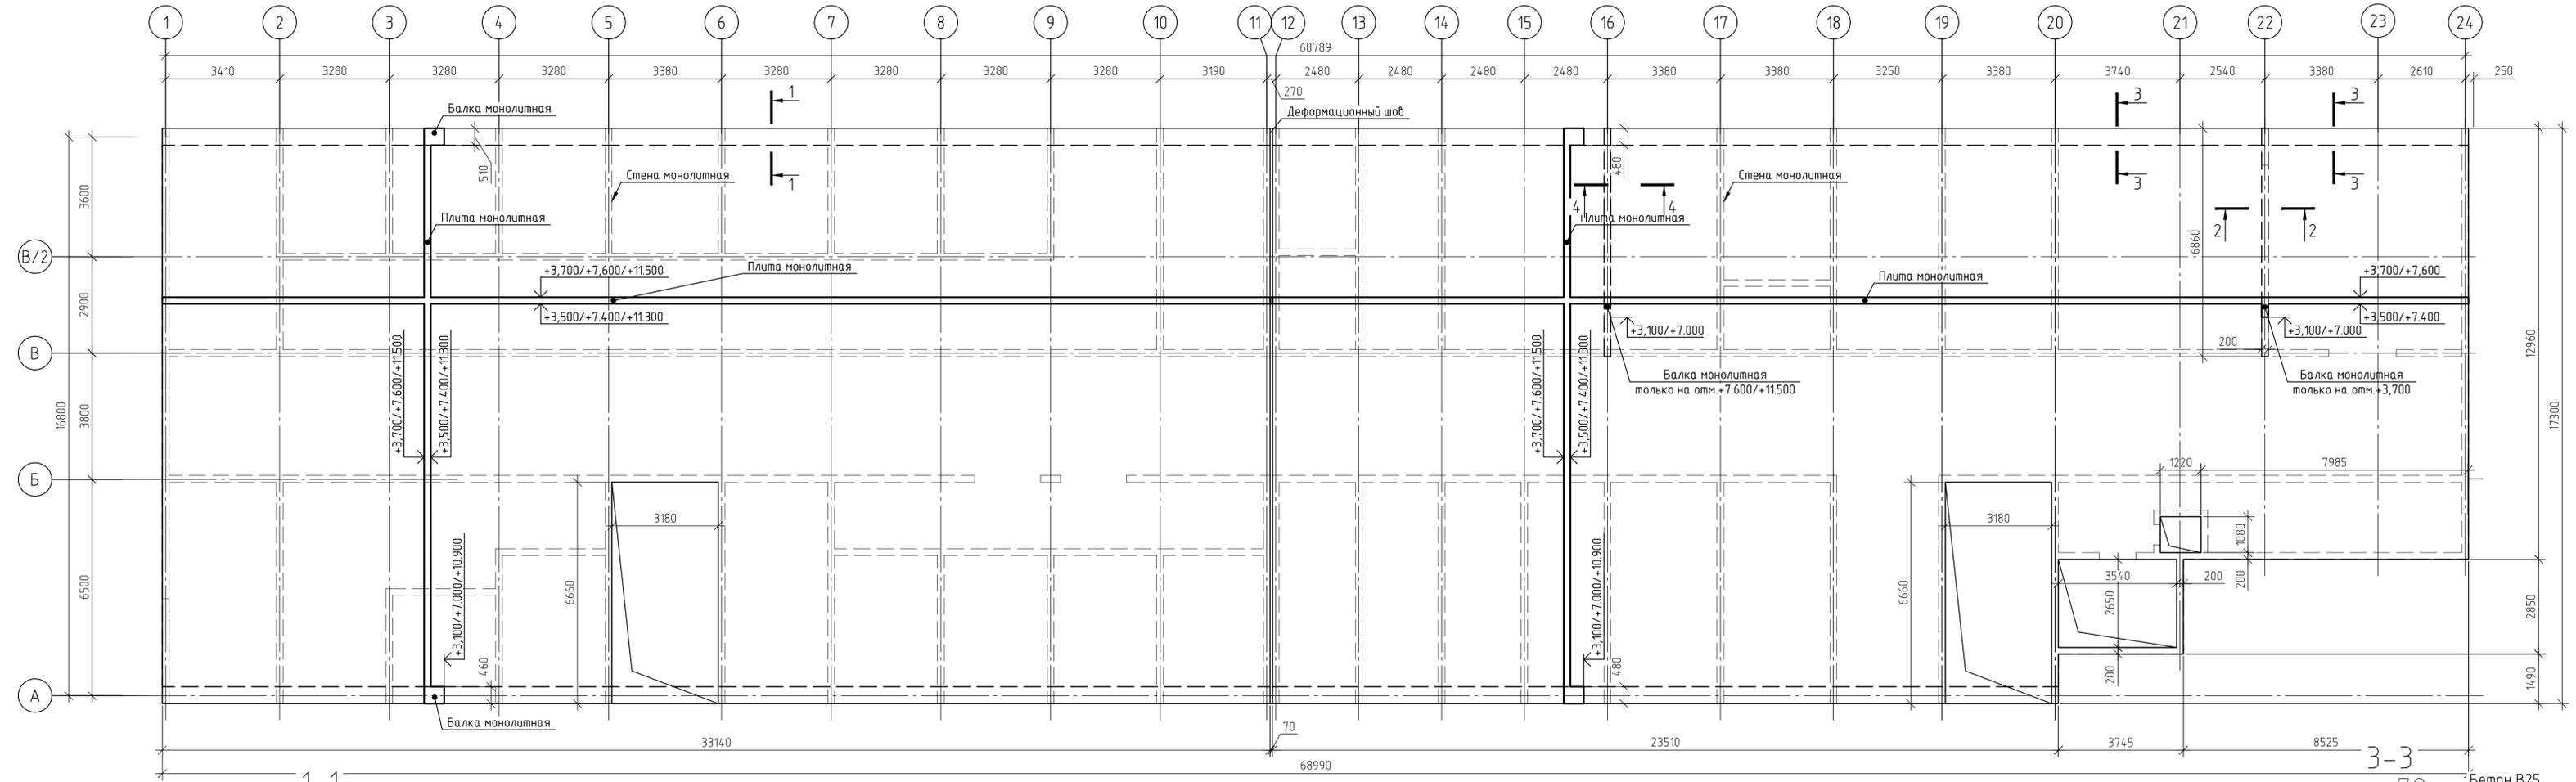 1 2 3 4 5 6 7 8 9 10 11 12 13 14 15 16 17 18 19 20 21 22 23 24
68789
3410 3280 3280 3280 3380 3280 3280 3280 3280 3190 2480 2480 2480 2480 3380 3380 3250 3380 3740 2540 3380 2610 250
270
1 3 3
Балка монолитная
Деформационный шов
510
480
Стена монолитная
Стена монолитная
1 3 3
3600
4 4
Плита монолитная
Плита монолитная
2 2
6860
В/2
+3,700/+7,600/+11.500
Плита монолитная
Плита монолитная
+3,700/+7,600
2900
+3,500/+7.400/+11.300
+3,500/+7.400
+3,100/+7.000
+3,100/+7.000
200
В
+3,700/+7,600/+11.500
+3,500/+7.400/+11.300
+3,700/+7,600/+11.500
+3,500/+7.400/+11.300
12960
Балка монолитная
только на отм.+7.600/+11.500
Балка монолитная
только на отм.+3,700
16800
3800
17300
Б
1220
7985
3180
3180
1080
6500
6660
+3,100/+7.000/+10.900
+3,100/+7.000/+10.900
6660
3540
200
200
2650
2850
460
480
200
1490
А
Балка монолитная
70
33140
23510
3745
8525
3-3
68990
1 1
Бетон В25